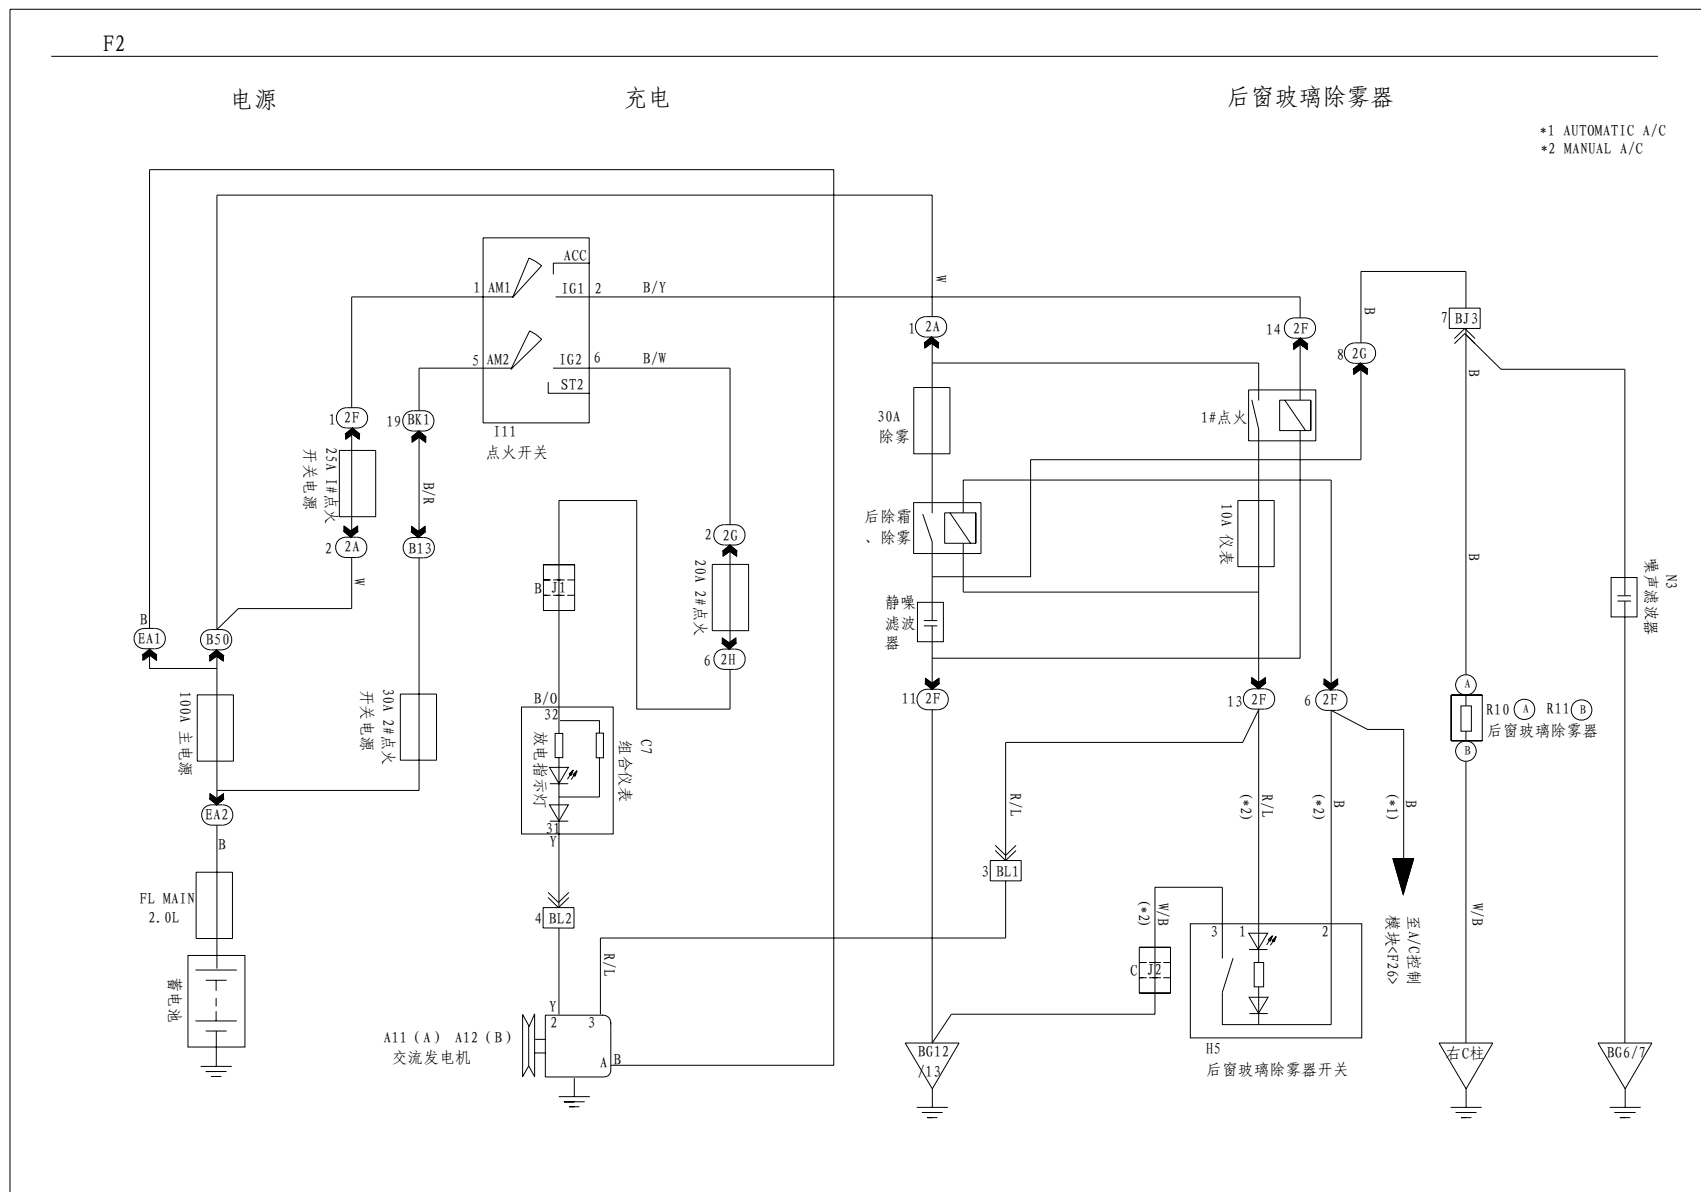 F2
电源
充电
后窗玻璃除雾器
*1 AUTOMATIC A/C
*2 MANUAL A/C
ACC
1 AM1
IG1 2
B/Y
5 AM2
IG2 6
B/W
ST2
I11
点火开关
W
1 2A
14 2F
B
7 BJ3
8 2G
B
1 2F
19 BK1
25A 1#点火
开关电源
B/R
2 2A
B13
W
30A
除雾
1#点火
后除霜
、除雾
10A 仪表
2 2G
20A 2#点火
6 2H
B J1
静噪
滤波
器
B
N3
噪声滤波器
B
EA1
B50
100A 主电源
30A 2#点火
开关电源
EA2
B
FL MAIN
2.0L
蓄电池
B/O
32
放电指示灯
C7
组合仪表
31
Y
4 BL2
R/L
Y
2
3
A11(A) A12(B)
交流发电机
A B
11 2F
13 2F
6 2F
A
R10 A R11 B
后窗玻璃除雾器
B
R/L
R/L
(*2)
B
(*2)
B
(*1)
3 BL1
W/B
(*2)
C J2
3
1
2
至A/C控制
模块<F26>
W/B
H5
后窗玻璃除雾器开关
BG12
/13
右C柱
BG6/7